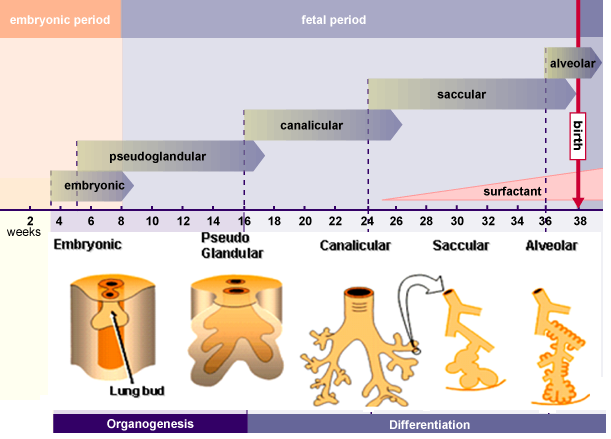 embryonic period fetal period
alveolar
saccular
canalicular
pseudoglandular
embryonic
birth
surfactant
2 4 6 8 10 12 14 16 18 20 22 24 26 28 30 32 34 36 38
weeks
Embryonic Pseudo Glandular Canalicular Saccular Alveolar
Lung bud
Organogenesis Differentiation